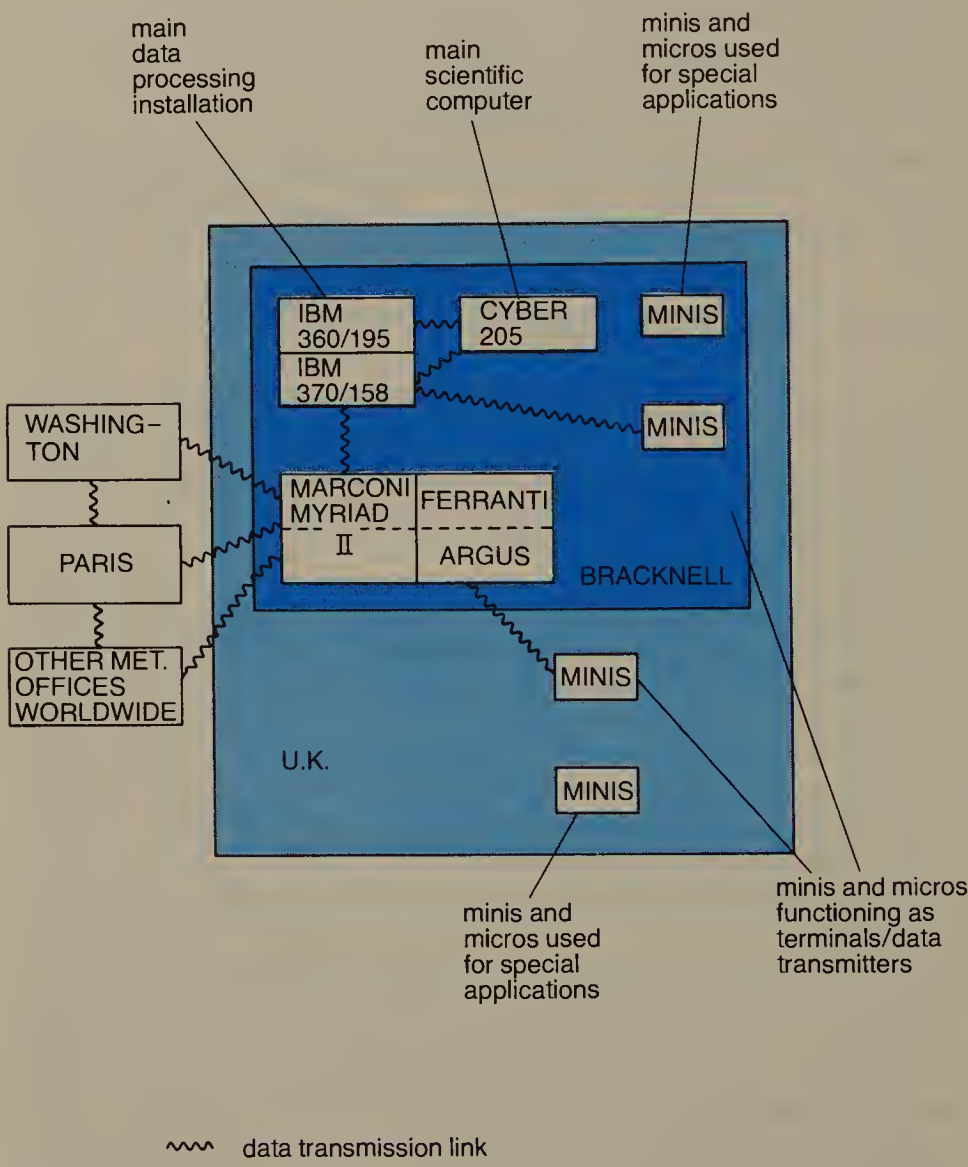 main
data
processing
installation
main
scientific
computer
minis and
micros used
for special
applications
IBM
360/195
IBM
370/158
CYBER
205
MINIS
MINIS
WASHING–
TON
PARIS
OTHER MET.
OFFICES
WORLDWIDE
MARCONI
MYRIAD
II
FERRANTI
ARGUS
BRACKNELL
MINIS
U.K.
MINIS
minis and
micros used
for special
applications
minis and micros
functioning as
terminals/data
transmitters
data transmission link